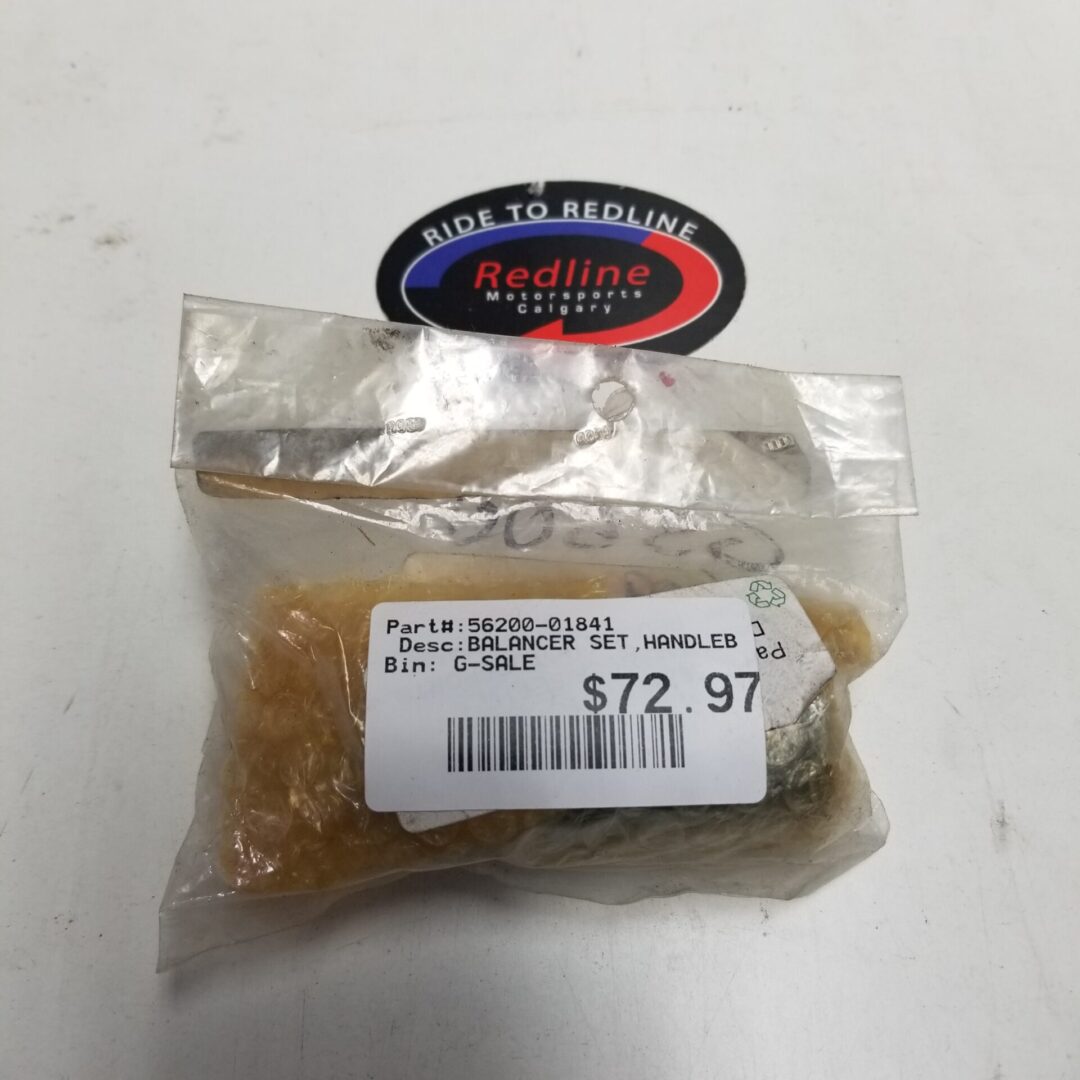 RIDE TO REDLINE
Redline
Motorsports
Calgary
Part#:56200-01841
Desc:BALANCER SET,HANDLEB
Bin: G-SALE
$72.97